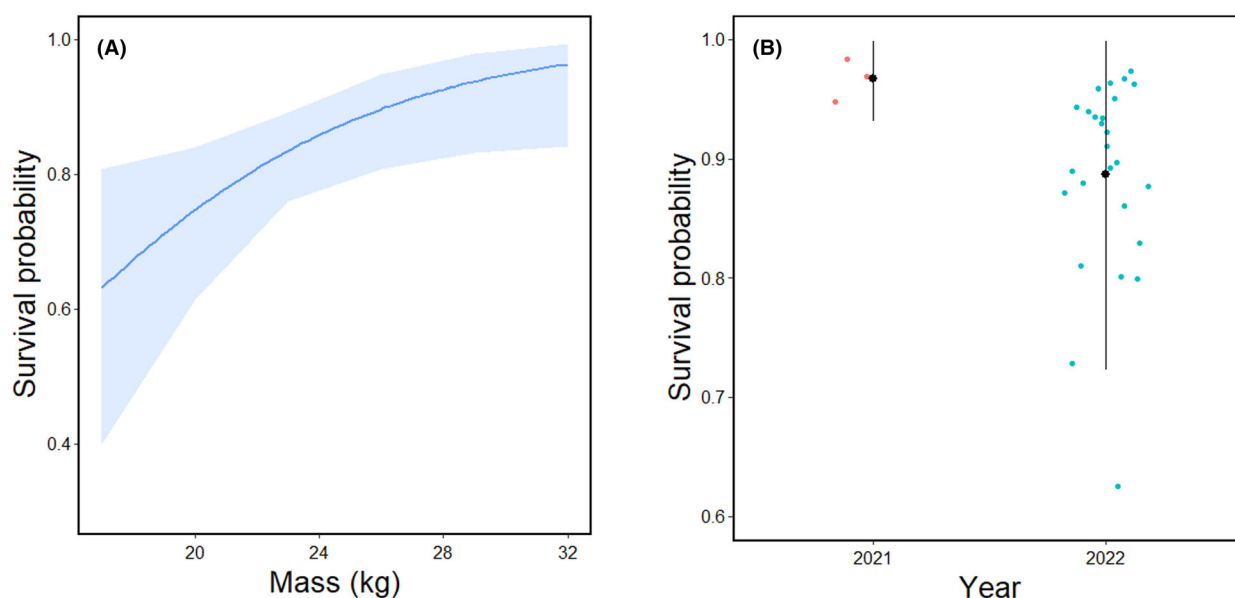 (A)
Survival probability
1.0
0.8
0.6
0.4
20 24 28 32
Mass (kg)
(B)
Survival probability
1.0
0.9
0.8
0.7
0.6
2021 2022
Year